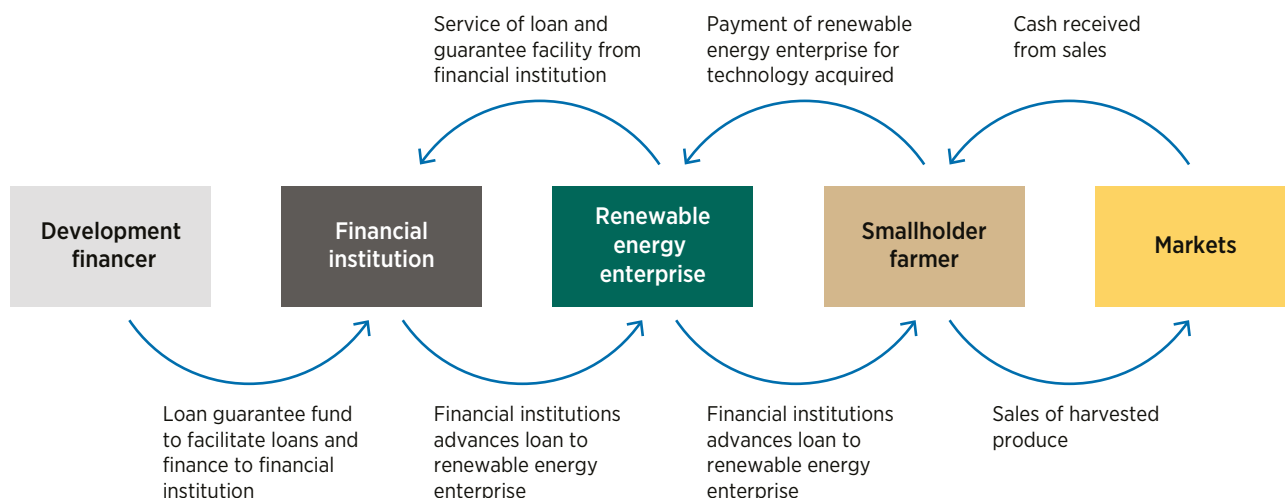 Service of loan and
guarantee facility from
financial institution
Payment of renewable
energy enterprise for
technology acquired
Cash received
from sales
Development
financer
Financial
institution
Renewable
energy
enterprise
Smallholder
farmer
Markets
Loan guarantee fund
to facilitate loans and
finance to financial
institution
Financial institutions
advances loan to
renewable energy
enterprise
Financial institutions
advances loan to
renewable energy
enterprise
Sales of harvested
produce